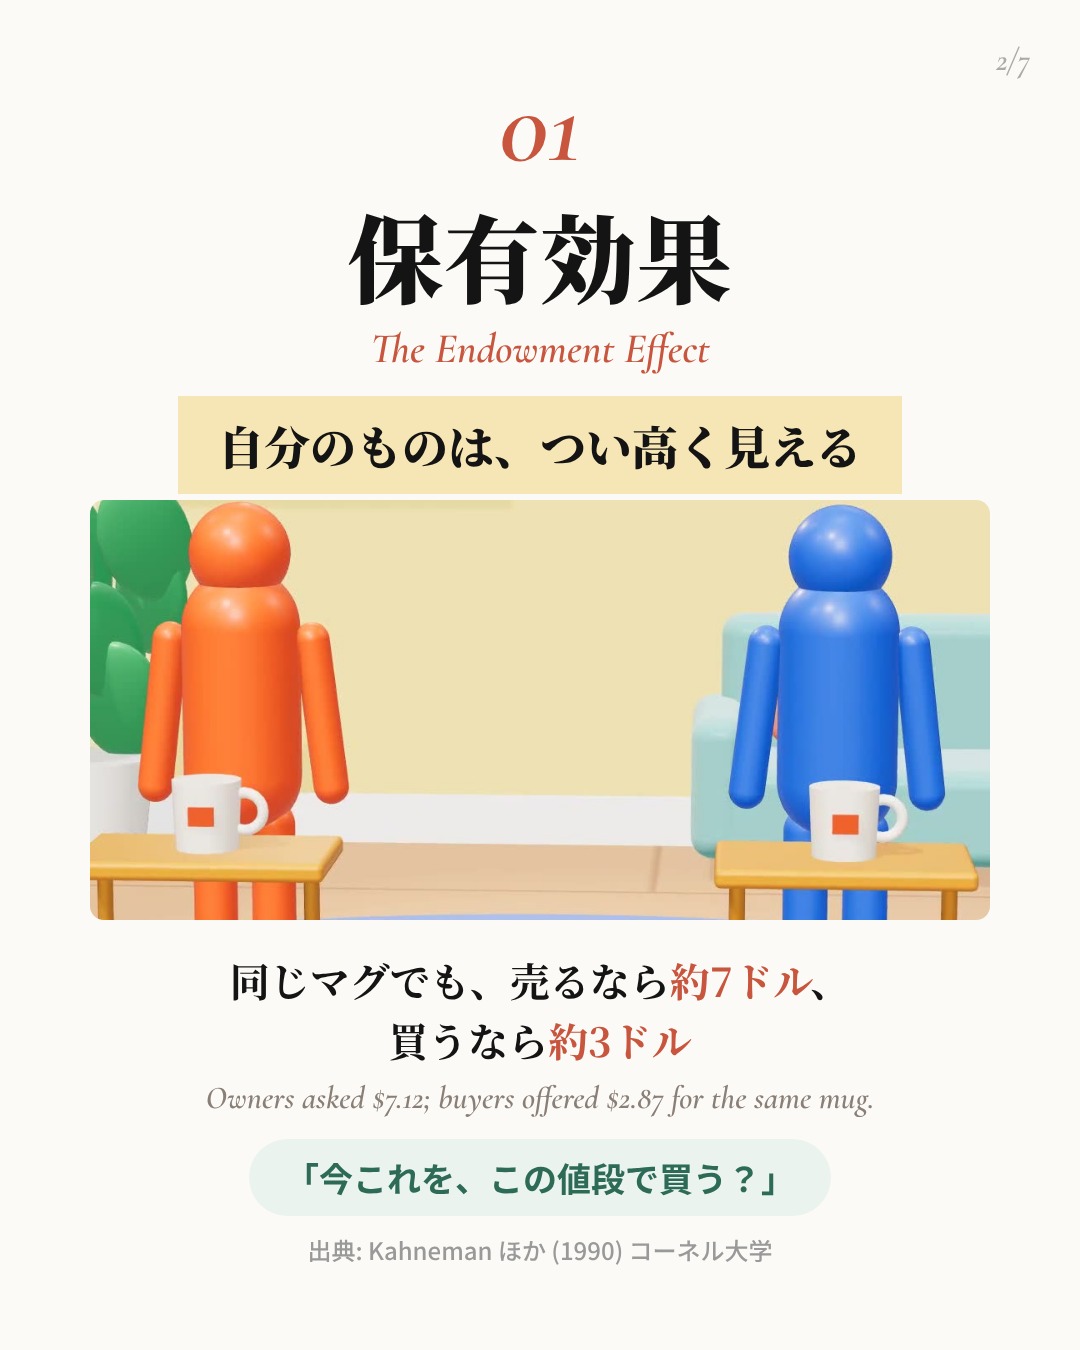 2/7
01
保有効果
The Endowment Effect
自分のものは、つい高く見える
同じマグでも、売るなら約7ドル、
買うなら約3ドル
Owners asked $7.12; buyers offered $2.87 for the same mug.
「今これを、この値段で買う？」
出典: Kahneman ほか (1990) コーネル大学